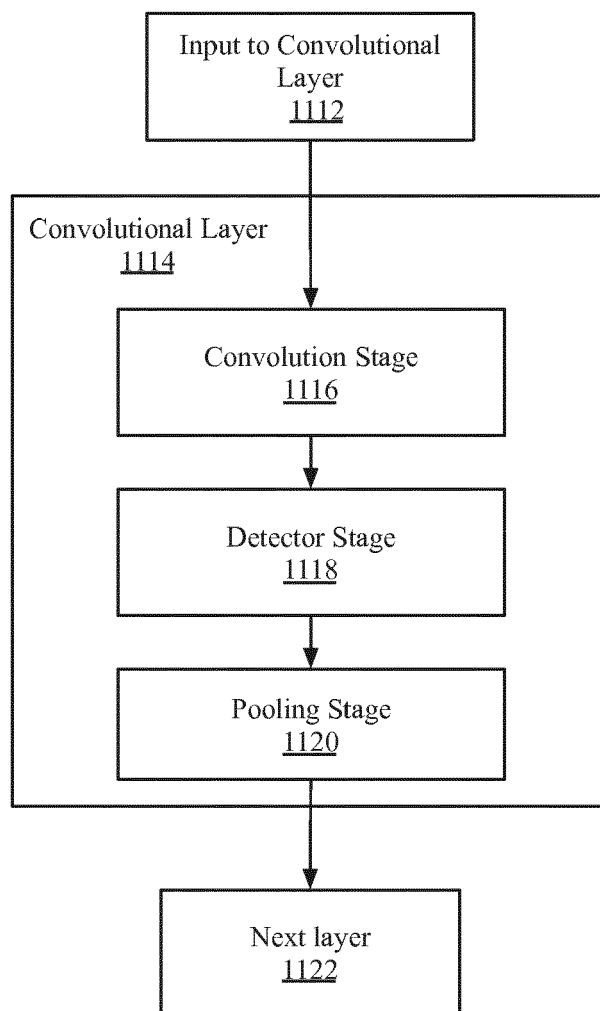 Input to Convolutional
Layer
1112
Convolutional Layer
1114
Convolution Stage
1116
Detector Stage
1118
Pooling Stage
1120
Next layer
1122